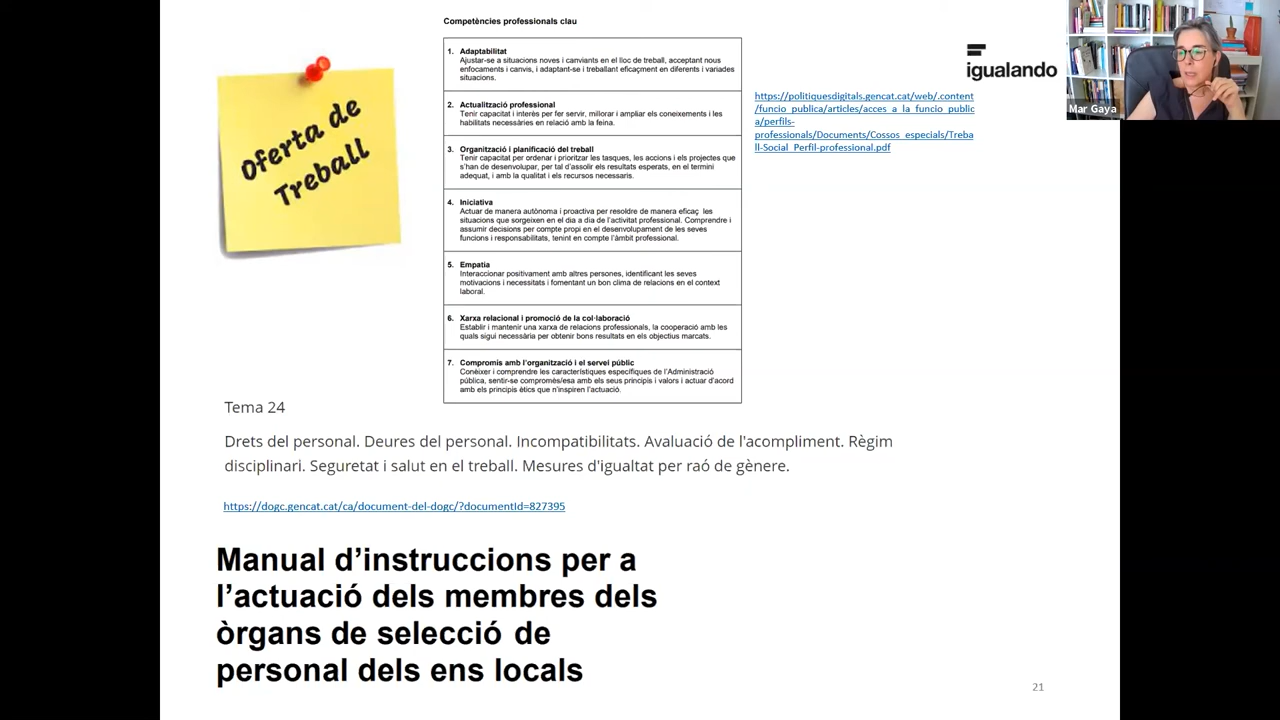 Competències professionals clau
Oferta de
Treball
1. Adaptabilitat
Ajustar-se a situacions noves i canviants en el lloc de treball, acceptant nous
enfocaments i canvis, i adaptant-se i treballant eficaçment en diferents i variades
situacions.
2. Actualització professional
Tenir capacitat i interès per fer servir, millorar i ampliar els coneixements i les
habilitats necessàries en relació amb la feina.
3. Organització i planificació del treball
Tenir capacitat per ordenar i prioritzar les tasques, les accions i els projectes que
s'han de desenvolupar, per tal d'assolir els resultats esperats, en el termini
adequat, i amb la qualitat i els recursos necessaris.
4. Iniciativa
Actuar de manera autònoma i proactiva per resoldre de manera eficaç les
situacions que sorgeixen en el dia a dia de l'activitat professional. Comprendre i
assumir decisions per compte propi en el desenvolupament de les seves
funcions i responsabilitats, tenint en compte l'àmbit professional.
5. Empatia
Interaccionar positivament amb altres persones, identificant les seves
motivacions i necessitats i fomentant un bon clima de relacions en el context
laboral.
6. Xarxa relacional i promoció de la col·laboració
Establir i mantenir una xarxa de relacions professionals, la cooperació amb les
quals sigui necessària per obtenir bons resultats en els objectius marcats.
7. Compromís amb l'organització i el servei públic
Conèixer i comprendre les característiques específiques de l'Administració
pública, sentir-se compromès/esa amb els seus principis i valors i actuar d'acord
amb els principis ètics que n'inspiren l'actuació.
igualando
https://politiquesdigitals.gencat.cat/web/.content
/funcio_publica/articles/acces_a_la_funcio_public
a/perfils-
professionals/Documents/Cossos_especials/Treba
ll-Social_Perfil-professional.pdf
Mar Gaya
Tema 24
Drets del personal. Deures del personal. Incompatibilitats. Avaluació de l'acompliment. Règim
disciplinari. Seguretat i salut en el treball. Mesures d'igualtat per raó de gènere.
https://dogc.gencat.cat/ca/document-del-dogc/?documentId=827395
Manual d'instruccions per a
l'actuació dels membres dels
òrgans de selecció de
personal dels ens locals
21